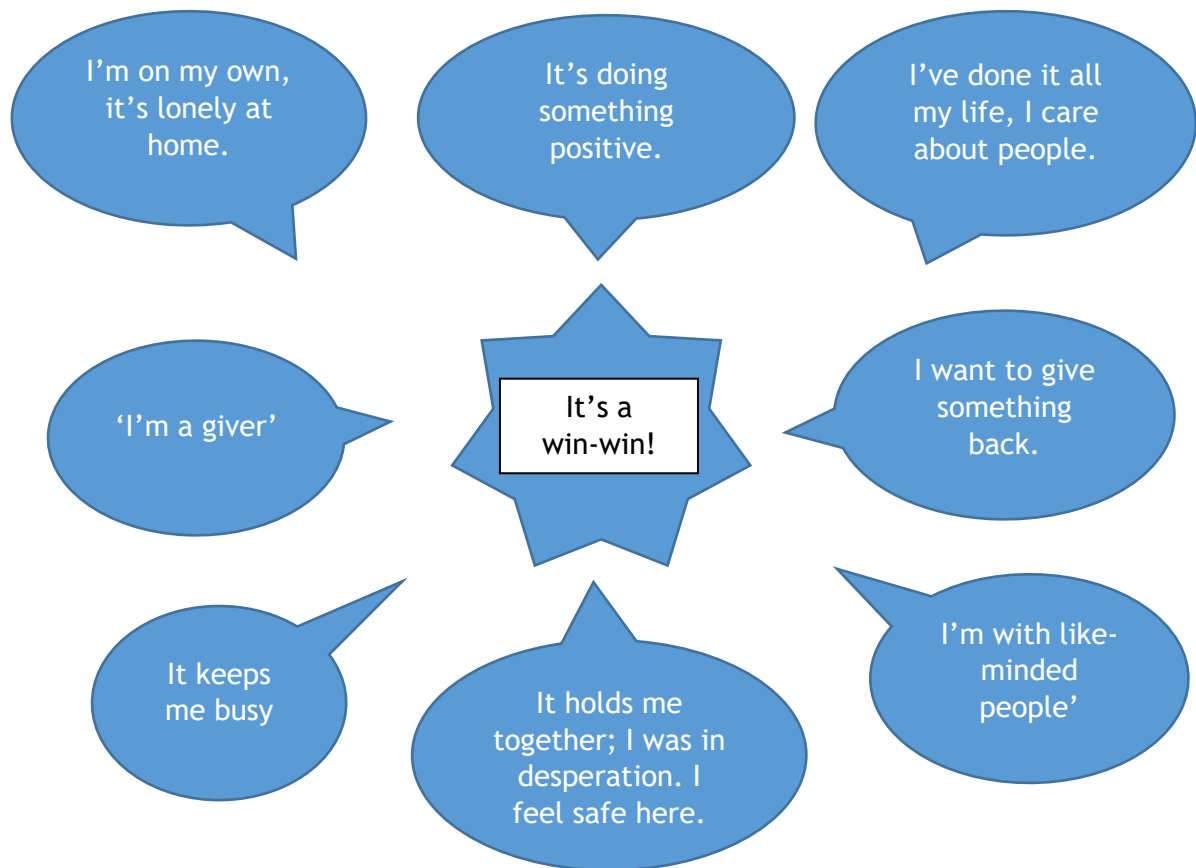 I’m on my own,
it’s lonely at
home.
It’s doing
something
positive.
I’ve done it all
my life, I care
about people.
‘I’m a giver’
It’s a
win-win!
I want to give
something
back.
It keeps
me busy
It holds me
together; I was in
desperation. I
feel safe here.
I’m with like-
minded
people’